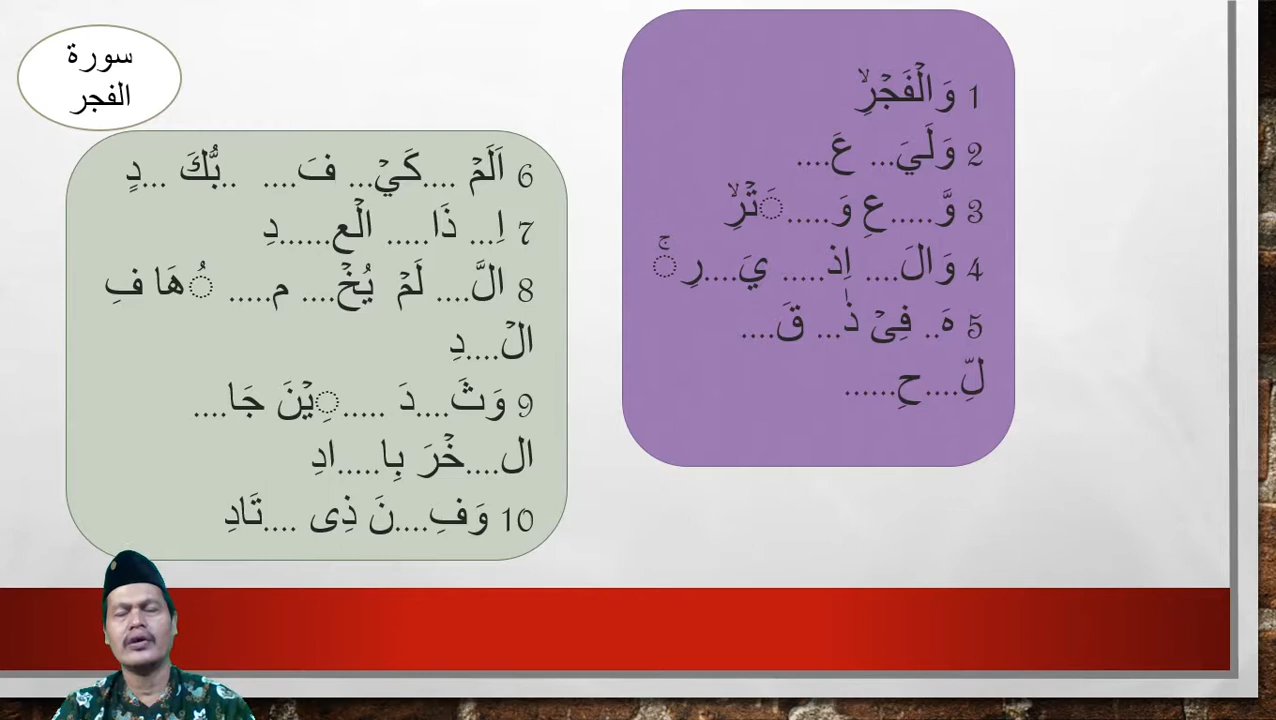 سورة
الفجر
1 وَالۡفَجۡرِۙ
2 وَلَيَ... عَ....
3 وَّ.....عِ وَ.....َتۡرِۙ
4 وَالَ.... اِذ..... يَ....رِ ۚ
5 هَ.. فِىۡ ذٰ... قَ....
لِّ....حِ......
6 اَلَمۡ ....كَيۡ... فَ.... ..بُّكَ ...دٍ
7 اِ... ذَا..... الۡع.......دِ
8 الَّ.... لَمۡ يُخۡ.... م..... ُهَا فِ
الۡ....دِ
9 وَثَ....دَ .....ِيۡنَ جَا....
ال....خۡرَ بِا.....ادِ
10 وَفِ....نَ ذِى ....تَادِ